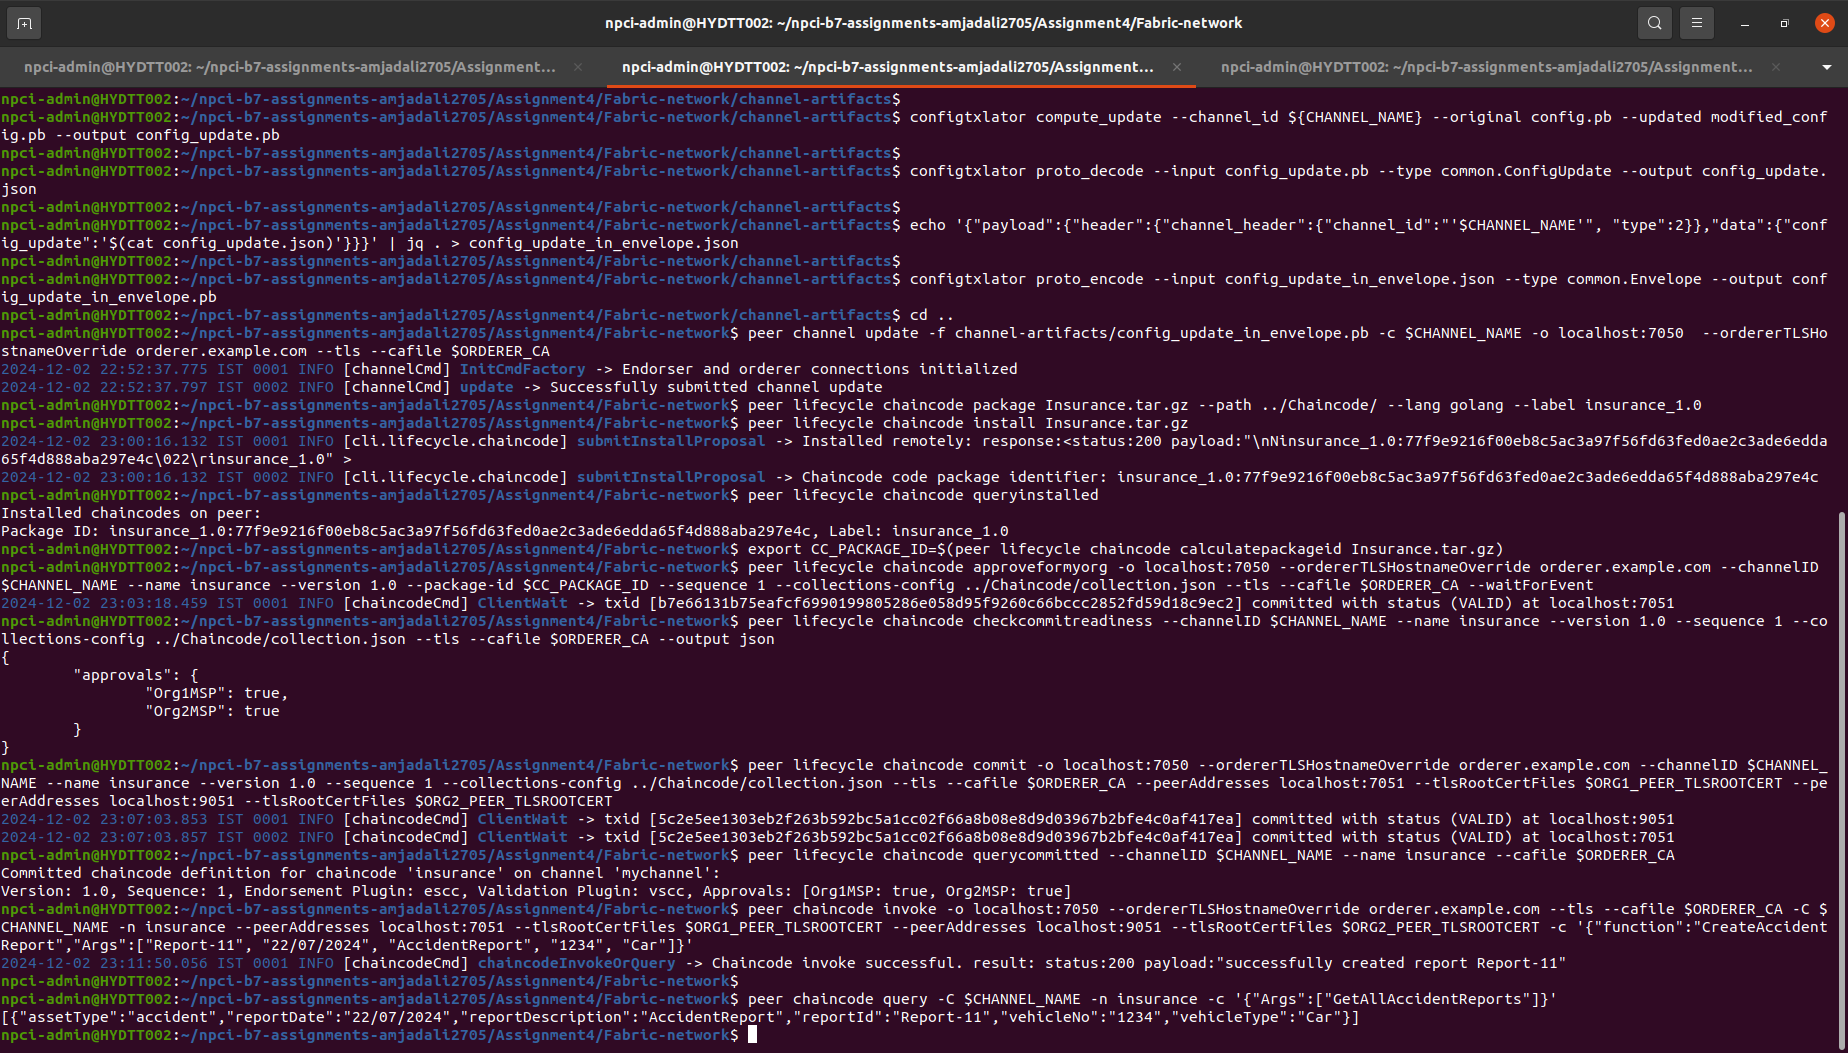 npci-admin@HYDTT002: ~/npci-b7-assignments-amjadali2705/Assignment4/Fabric-network
npci-admin@HYDTT002: ~/npci-b7-assignments-amjadali2705/Assignment... npci-admin@HYDTT002: ~/npci-b7-assignments-amjadali2705/Assignment... npci-admin@HYDTT002: ~/npci-b7-assignments-amjadali2705/Assignment...
npci-admin@HYDTT002:~/npci-b7-assignments-amjadali2705/Assignment4/Fabric-network/channel-artifacts$
npci-admin@HYDTT002:~/npci-b7-assignments-amjadali2705/Assignment4/Fabric-network/channel-artifacts$ configtxlator compute_update --channel_id ${CHANNEL_NAME} --original config.pb --updated modified_conf
ig.pb --output config_update.pb
npci-admin@HYDTT002:~/npci-b7-assignments-amjadali2705/Assignment4/Fabric-network/channel-artifacts$
npci-admin@HYDTT002:~/npci-b7-assignments-amjadali2705/Assignment4/Fabric-network/channel-artifacts$ configtxlator proto_decode --input config_update.pb --type common.ConfigUpdate --output config_update.
json
npci-admin@HYDTT002:~/npci-b7-assignments-amjadali2705/Assignment4/Fabric-network/channel-artifacts$
npci-admin@HYDTT002:~/npci-b7-assignments-amjadali2705/Assignment4/Fabric-network/channel-artifacts$ echo '{"payload":{"header":{"channel_header":{"channel_id":"'$CHANNEL_NAME'", "type":2}},"data":{"conf
ig_update":'$(cat config_update.json)'}}}' | jq . > config_update_in_envelope.json
npci-admin@HYDTT002:~/npci-b7-assignments-amjadali2705/Assignment4/Fabric-network/channel-artifacts$
npci-admin@HYDTT002:~/npci-b7-assignments-amjadali2705/Assignment4/Fabric-network/channel-artifacts$ configtxlator proto_encode --input config_update_in_envelope.json --type common.Envelope --output conf
ig_update_in_envelope.pb
npci-admin@HYDTT002:~/npci-b7-assignments-amjadali2705/Assignment4/Fabric-network/channel-artifacts$ cd ..
npci-admin@HYDTT002:~/npci-b7-assignments-amjadali2705/Assignment4/Fabric-network$ peer channel update -f channel-artifacts/config_update_in_envelope.pb -c $CHANNEL_NAME -o localhost:7050  --ordererTLSHo
stnameOverride orderer.example.com --tls --cafile $ORDERER_CA
2024-12-02 22:52:37.775 IST 0001 INFO [channelCmd] InitCmdFactory -> Endorser and orderer connections initialized
2024-12-02 22:52:37.797 IST 0002 INFO [channelCmd] update -> Successfully submitted channel update
npci-admin@HYDTT002:~/npci-b7-assignments-amjadali2705/Assignment4/Fabric-network$ peer lifecycle chaincode package Insurance.tar.gz --path ../Chaincode/ --lang golang --label insurance_1.0
npci-admin@HYDTT002:~/npci-b7-assignments-amjadali2705/Assignment4/Fabric-network$ peer lifecycle chaincode install Insurance.tar.gz
2024-12-02 23:00:16.132 IST 0001 INFO [cli.lifecycle.chaincode] submitInstallProposal -> Installed remotely: response:<status:200 payload:"\nNinsurance_1.0:77f9e9216f00eb8c5ac3a97f56fd63fed0ae2c3ade6edda
65f4d888aba297e4c\022\rinsurance_1.0" >
2024-12-02 23:00:16.132 IST 0002 INFO [cli.lifecycle.chaincode] submitInstallProposal -> Chaincode code package identifier: insurance_1.0:77f9e9216f00eb8c5ac3a97f56fd63fed0ae2c3ade6edda65f4d888aba297e4c
npci-admin@HYDTT002:~/npci-b7-assignments-amjadali2705/Assignment4/Fabric-network$ peer lifecycle chaincode queryinstalled
Installed chaincodes on peer:
Package ID: insurance_1.0:77f9e9216f00eb8c5ac3a97f56fd63fed0ae2c3ade6edda65f4d888aba297e4c, Label: insurance_1.0
npci-admin@HYDTT002:~/npci-b7-assignments-amjadali2705/Assignment4/Fabric-network$ export CC_PACKAGE_ID=$(peer lifecycle chaincode calculatepackageid Insurance.tar.gz)
npci-admin@HYDTT002:~/npci-b7-assignments-amjadali2705/Assignment4/Fabric-network$ peer lifecycle chaincode approveformyorg -o localhost:7050 --ordererTLSHostnameOverride orderer.example.com --channelID
$CHANNEL_NAME --name insurance --version 1.0 --package-id $CC_PACKAGE_ID --sequence 1 --collections-config ../Chaincode/collection.json --tls --cafile $ORDERER_CA --waitForEvent
2024-12-02 23:03:18.459 IST 0001 INFO [chaincodeCmd] ClientWait -> txid [b7e66131b75eafcf6990199805286e058d95f9260c66bccc2852fd59d18c9ec2] committed with status (VALID) at localhost:7051
npci-admin@HYDTT002:~/npci-b7-assignments-amjadali2705/Assignment4/Fabric-network$ peer lifecycle chaincode checkcommitreadiness --channelID $CHANNEL_NAME --name insurance --version 1.0 --sequence 1 --co
llections-config ../Chaincode/collection.json --tls --cafile $ORDERER_CA --output json
{
"approvals": {
"Org1MSP": true,
"Org2MSP": true
}
}
npci-admin@HYDTT002:~/npci-b7-assignments-amjadali2705/Assignment4/Fabric-network$ peer lifecycle chaincode commit -o localhost:7050 --ordererTLSHostnameOverride orderer.example.com --channelID $CHANNEL_
NAME --name insurance --version 1.0 --sequence 1 --collections-config ../Chaincode/collection.json --tls --cafile $ORDERER_CA --peerAddresses localhost:7051 --tlsRootCertFiles $ORG1_PEER_TLSROOTCERT --pe
erAddresses localhost:9051 --tlsRootCertFiles $ORG2_PEER_TLSROOTCERT
2024-12-02 23:07:03.853 IST 0001 INFO [chaincodeCmd] ClientWait -> txid [5c2e5ee1303eb2f263b592bc5a1cc02f66a8b08e8d9d03967b2bfe4c0af417ea] committed with status (VALID) at localhost:9051
2024-12-02 23:07:03.857 IST 0002 INFO [chaincodeCmd] ClientWait -> txid [5c2e5ee1303eb2f263b592bc5a1cc02f66a8b08e8d9d03967b2bfe4c0af417ea] committed with status (VALID) at localhost:7051
npci-admin@HYDTT002:~/npci-b7-assignments-amjadali2705/Assignment4/Fabric-network$ peer lifecycle chaincode querycommitted --channelID $CHANNEL_NAME --name insurance --cafile $ORDERER_CA
Committed chaincode definition for chaincode 'insurance' on channel 'mychannel':
Version: 1.0, Sequence: 1, Endorsement Plugin: escc, Validation Plugin: vscc, Approvals: [Org1MSP: true, Org2MSP: true]
npci-admin@HYDTT002:~/npci-b7-assignments-amjadali2705/Assignment4/Fabric-network$ peer chaincode invoke -o localhost:7050 --ordererTLSHostnameOverride orderer.example.com --tls --cafile $ORDERER_CA -C $
CHANNEL_NAME -n insurance --peerAddresses localhost:7051 --tlsRootCertFiles $ORG1_PEER_TLSROOTCERT --peerAddresses localhost:9051 --tlsRootCertFiles $ORG2_PEER_TLSROOTCERT -c '{"function":"CreateAccident
Report","Args":["Report-11", "22/07/2024", "AccidentReport", "1234", "Car"]}'
2024-12-02 23:11:50.056 IST 0001 INFO [chaincodeCmd] chaincodeInvokeOrQuery -> Chaincode invoke successful. result: status:200 payload:"successfully created report Report-11"
npci-admin@HYDTT002:~/npci-b7-assignments-amjadali2705/Assignment4/Fabric-network$
npci-admin@HYDTT002:~/npci-b7-assignments-amjadali2705/Assignment4/Fabric-network$ peer chaincode query -C $CHANNEL_NAME -n insurance -c '{"Args":["GetAllAccidentReports"]}'
[{"assetType":"accident","reportDate":"22/07/2024","reportDescription":"AccidentReport","reportId":"Report-11","vehicleNo":"1234","vehicleType":"Car"}]
npci-admin@HYDTT002:~/npci-b7-assignments-amjadali2705/Assignment4/Fabric-network$